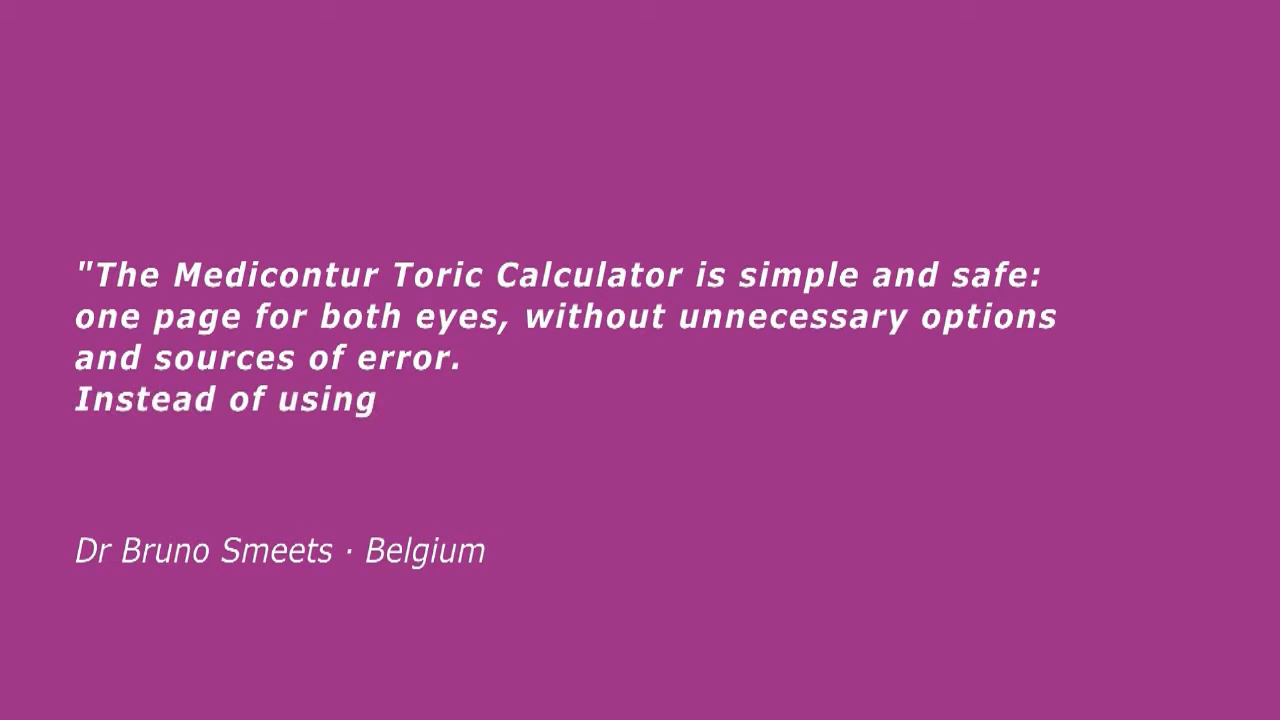 "The Medicontur Toric Calculator is simple and safe:
one page for both eyes, without unnecessary options
and sources of error.
Instead of using
Dr Bruno Smeets · Belgium